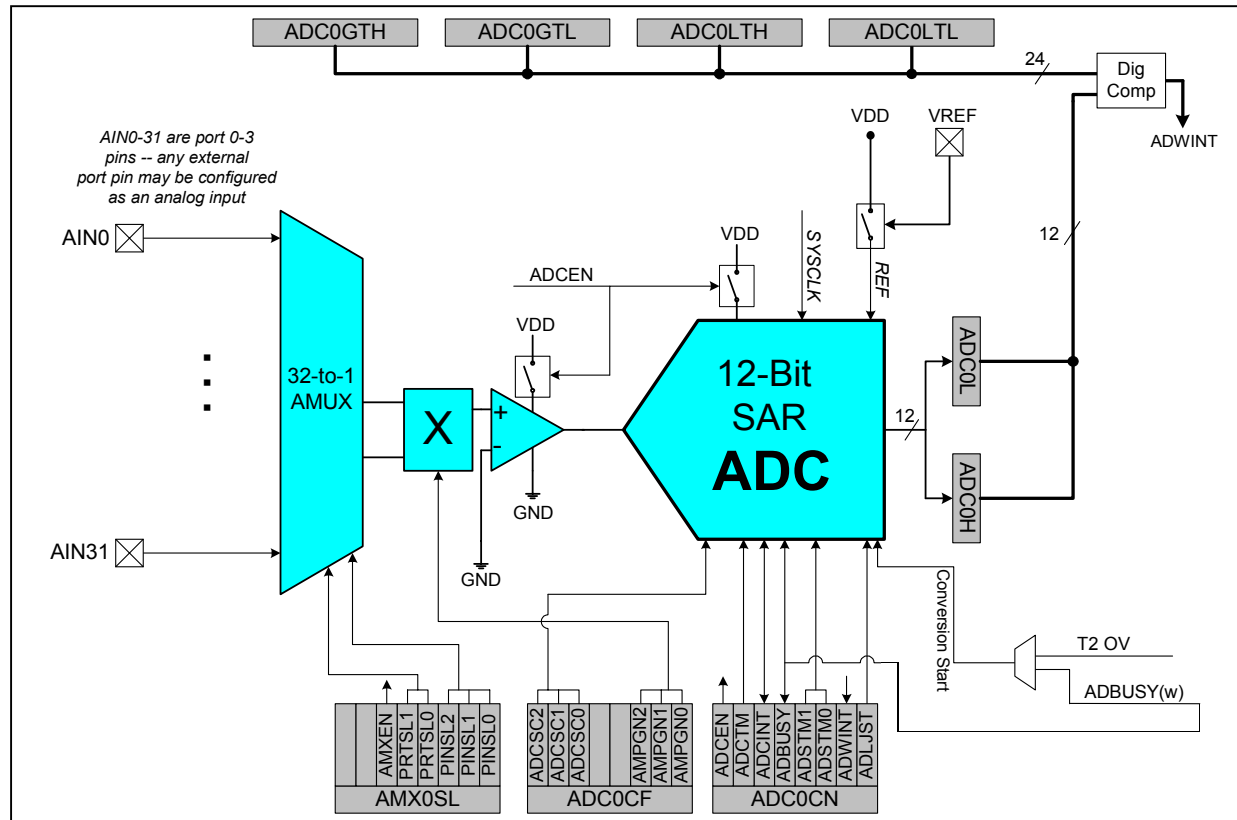 ADC0GTH
ADC0GTL
ADC0LTH
ADC0LTL
24
Dig
Comp
ADWINT
AIN0-31 are port 0-3
pins -- any external
port pin may be configured
as an analog input
VDD
VREF
AIN0
12
VDD
SYSCLK
REF
ADCEN
VDD
32-to-1
AMUX
X
+
-
12-Bit
SAR
ADC
12
ADC0L
ADC0H
GND
GND
AIN31
Conversion Start
T2 OV
ADBUSY(w)
AMXEN
PRTSL1
PRTSL0
PINSL2
PINSL1
PINSL0
AMX0SL
ADCSC2
ADCSC1
ADCSC0
AMPGN2
AMPGN1
AMPGN0
ADC0CF
ADCEN
ADCTM
ADCINT
ADBUSY
ADSTM1
ADSTM0
ADWINT
ADLJST
ADC0CN